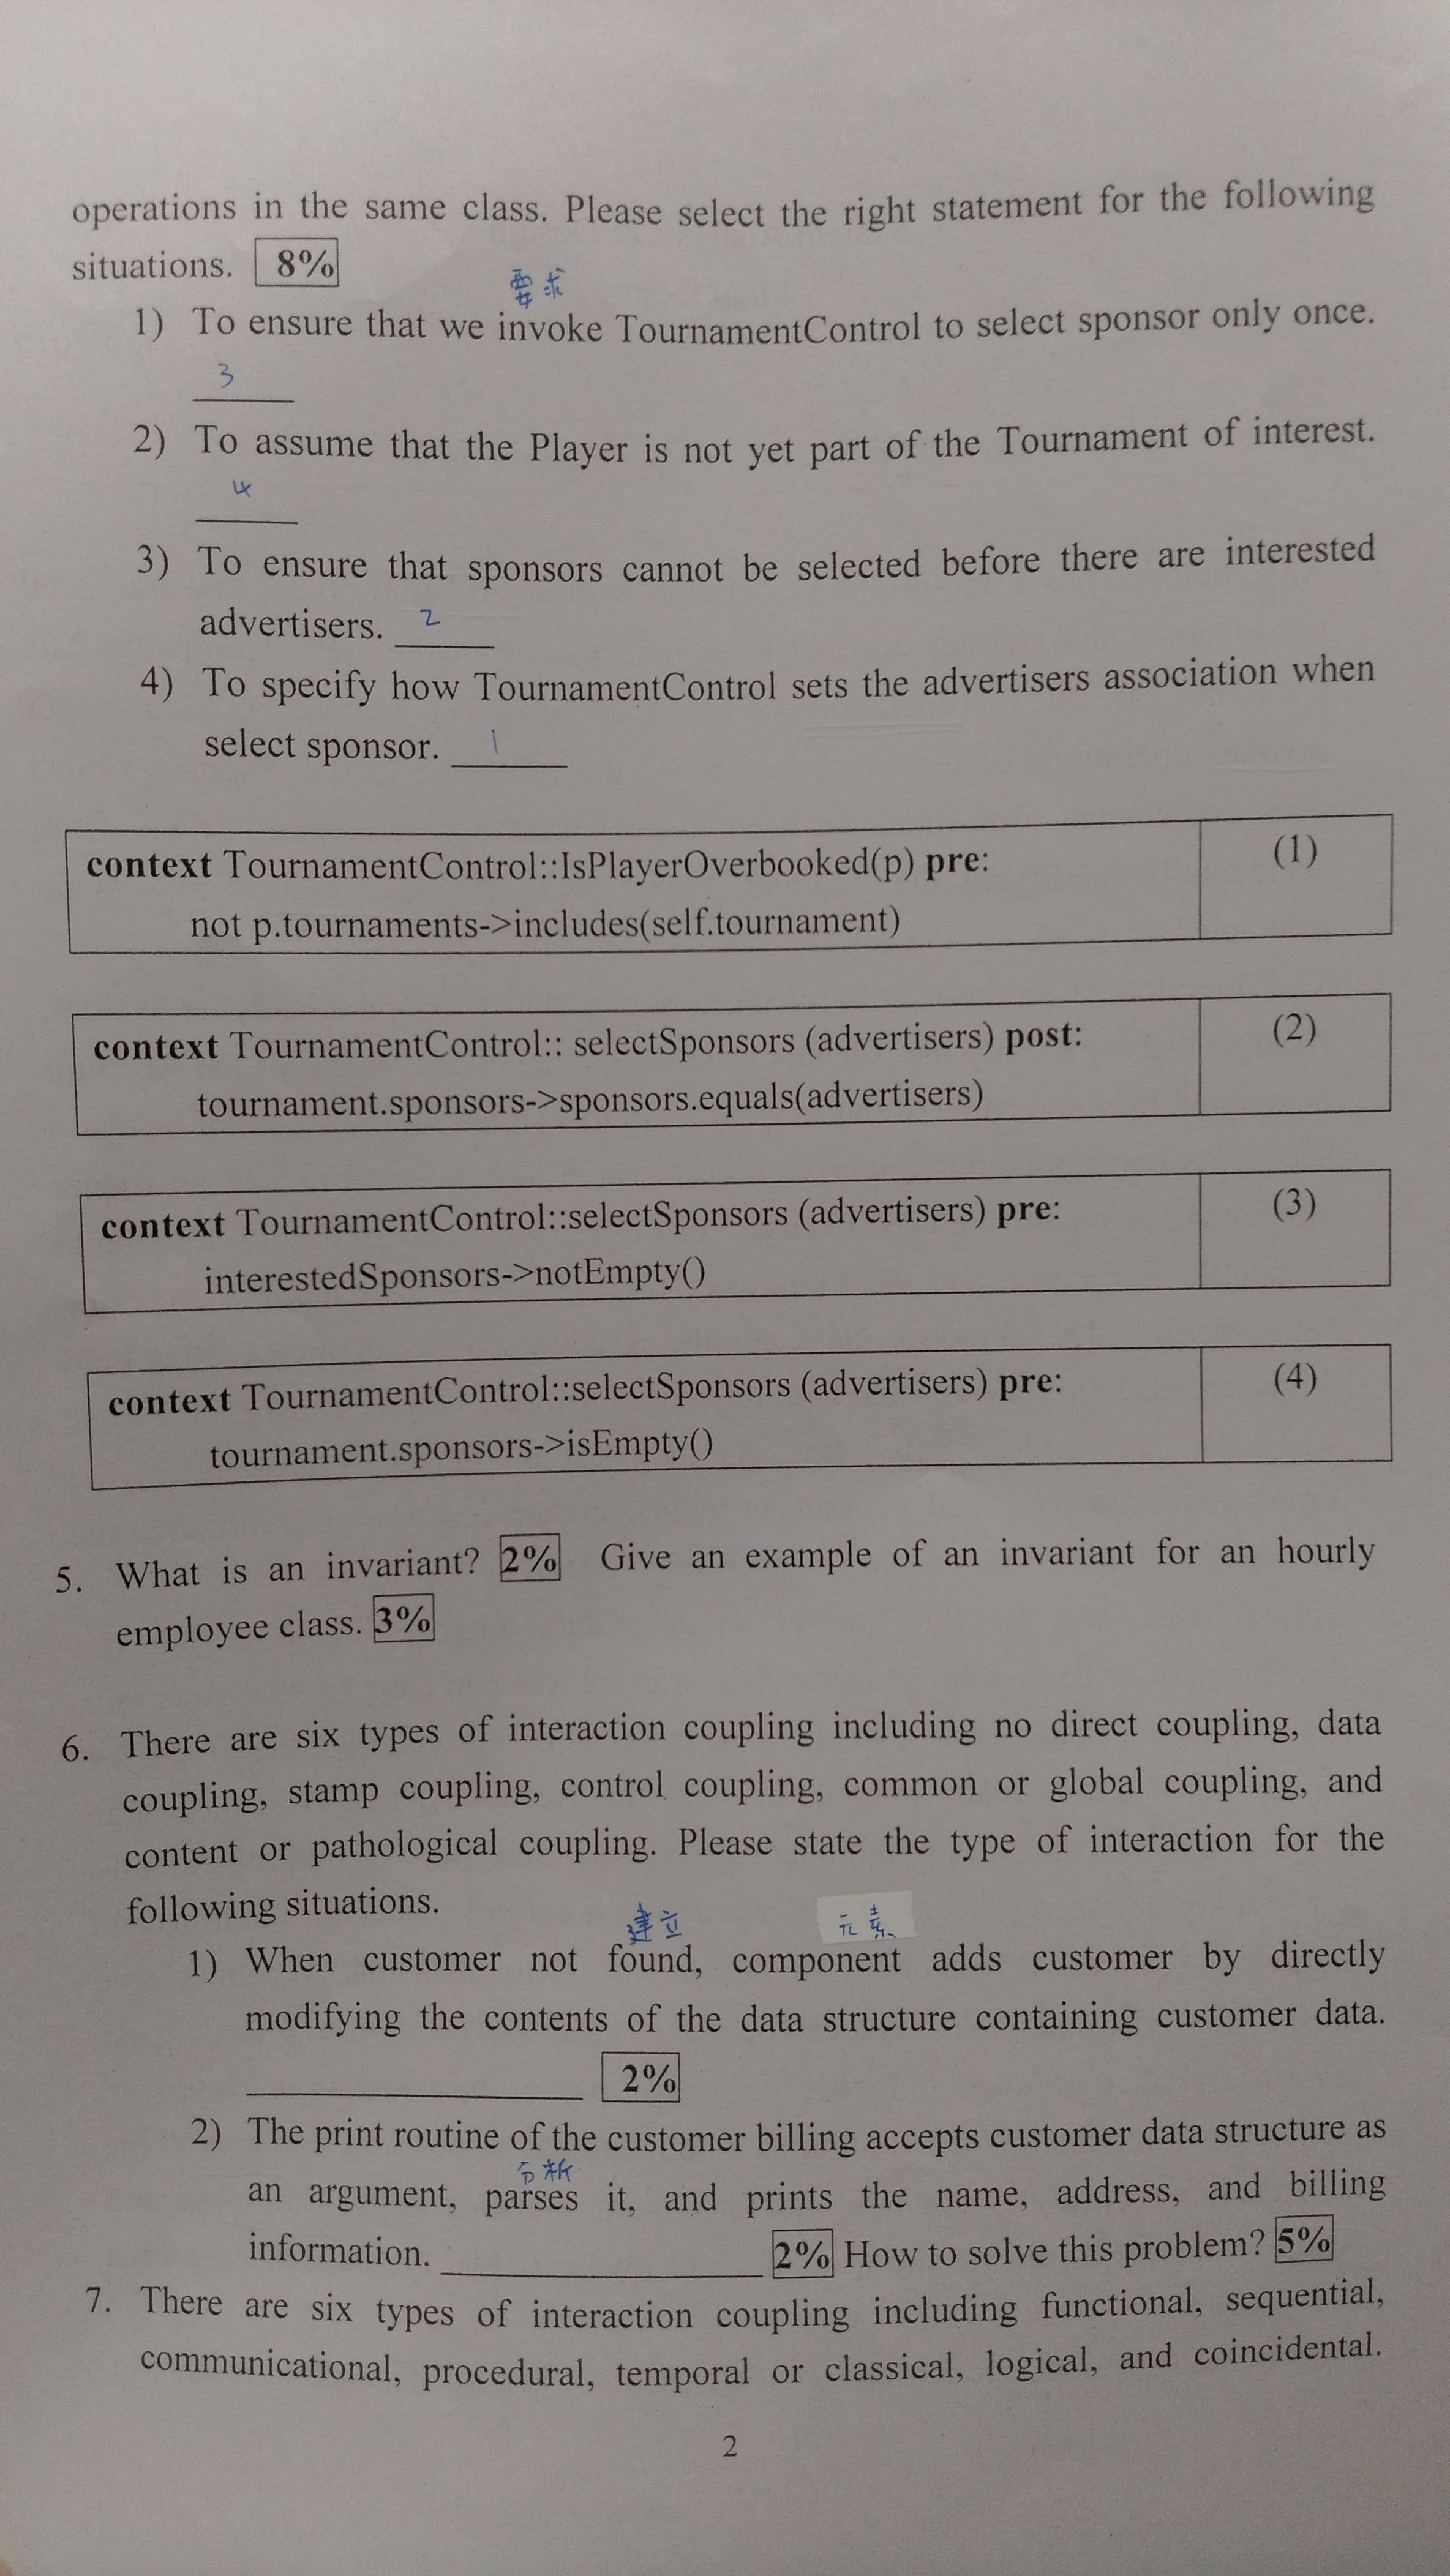 operations in the same class. Please select the right statement for the following
situations. 8%
要求
1) To ensure that we invoke TournamentControl to select sponsor only once.
3
2) To assume that the Player is not yet part of the Tournament of interest.
4
3) To ensure that sponsors cannot be selected before there are interested
advertisers. 2
4) To specify how TournamentControl sets the advertisers association when
select sponsor. 1
context TournamentControl::IsPlayerOverbooked(p) pre: (1)
not p.tournaments->includes(self.tournament)
context TournamentControl:: selectSponsors (advertisers) post: (2)
tournament.sponsors->sponsors.equals(advertisers)
context TournamentControl::selectSponsors (advertisers) pre: (3)
interestedSponsors->notEmpty()
context TournamentControl::selectSponsors (advertisers) pre: (4)
tournament.sponsors->isEmpty()
5. What is an invariant? 2% Give an example of an invariant for an hourly
employee class. 3%
6. There are six types of interaction coupling including no direct coupling, data
coupling, stamp coupling, control coupling, common or global coupling, and
content or pathological coupling. Please state the type of interaction for the
following situations.
建立 元素
1) When customer not found, component adds customer by directly
modifying the contents of the data structure containing customer data.
2%
2) The print routine of the customer billing accepts customer data structure as
分析
an argument, parses it, and prints the name, address, and billing
information. 2% How to solve this problem? 5%
7. There are six types of interaction coupling including functional, sequential,
communicational, procedural, temporal or classical, logical, and coincidental.
2